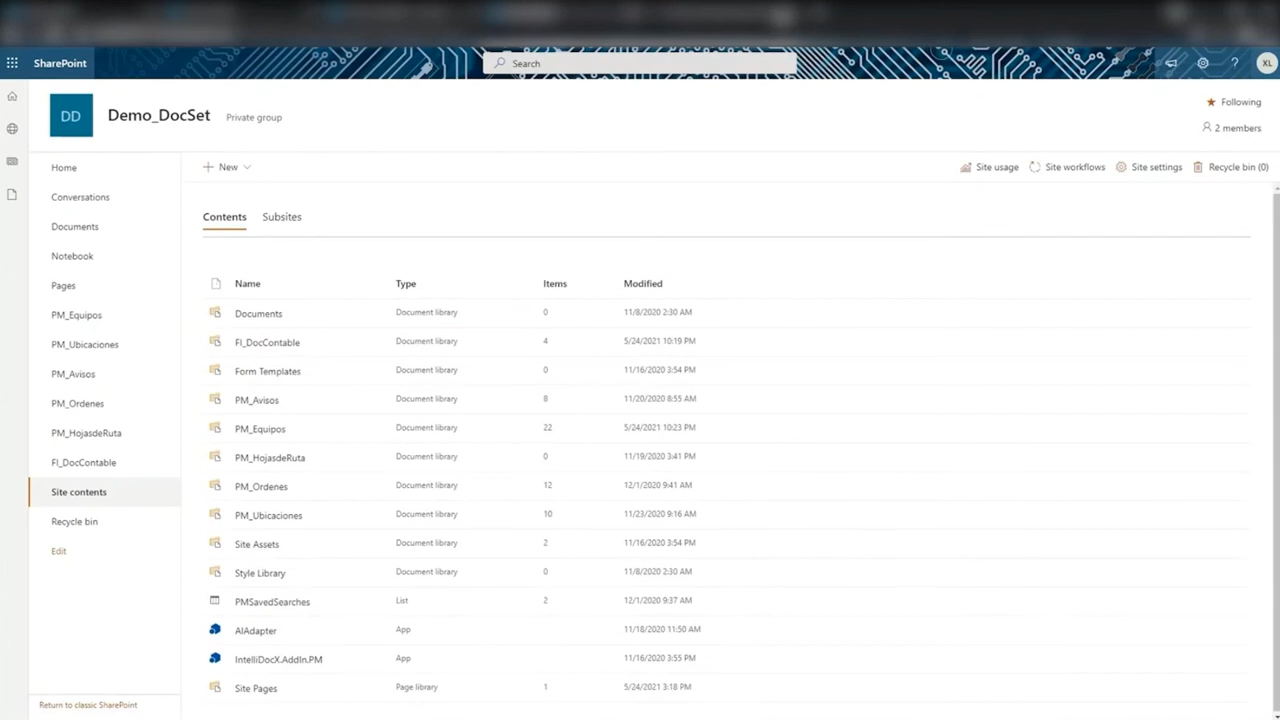 SharePoint
Search
?
XL
DD
Demo_DocSet
Private group
Following
2 members
Home
Conversations
Documents
Notebook
Pages
PM_Equipos
PM_Ubicaciones
PM_Avisos
PM_Ordenes
PM_HojasdeRuta
FI_DocContable
Site contents
Recycle bin
Edit
Return to classic SharePoint
New
Site usage
Site workflows
Site settings
Recycle bin (0)
Contents Subsites
Name Type Items Modified
Documents Document library 0 11/8/2020 2:30 AM
FI_DocContable Document library 4 5/24/2021 10:19 PM
Form Templates Document library 0 11/16/2020 3:54 PM
PM_Avisos Document library 8 11/20/2020 8:55 AM
PM_Equipos Document library 22 5/24/2021 10:23 PM
PM_HojasdeRuta Document library 0 11/19/2020 3:41 PM
PM_Ordenes Document library 12 12/1/2020 9:41 AM
PM_Ubicaciones Document library 10 11/23/2020 9:16 AM
Site Assets Document library 2 11/16/2020 3:54 PM
Style Library Document library 0 11/8/2020 2:30 AM
PMSavedSearches List 2 12/1/2020 9:37 AM
AIAdapter App 11/18/2020 11:50 AM
IntelliDocX.AddIn.PM App 11/16/2020 3:55 PM
Site Pages Page library 1 5/24/2021 3:18 PM